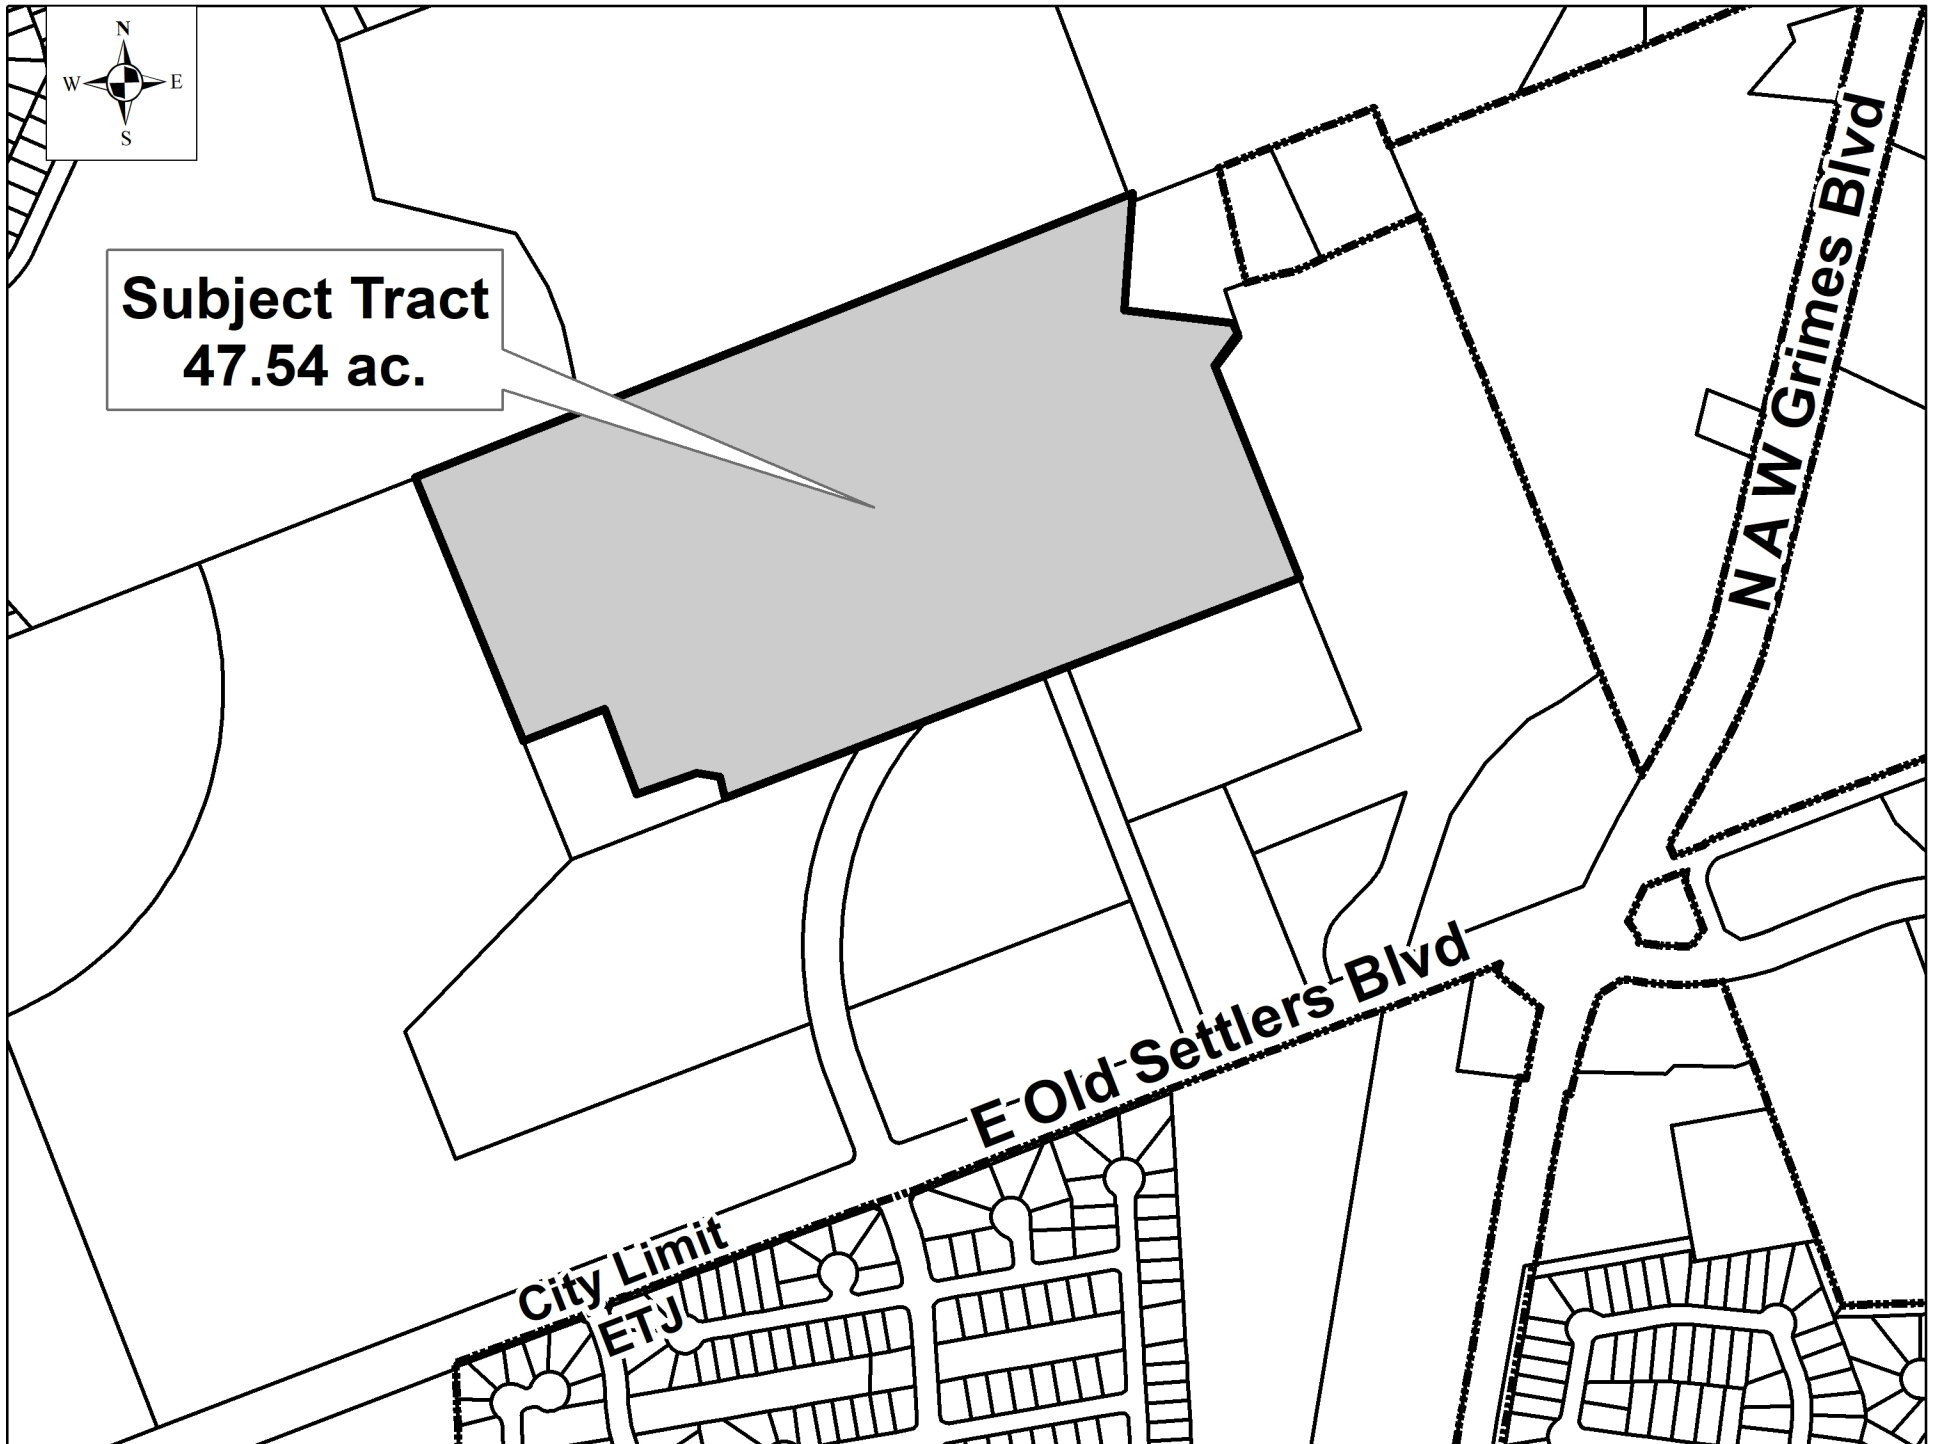 N
W E
S
Subject Tract
47.54 ac.
N A W Grimes Blvd
E Old Settlers Blvd
City Limit
ETJ